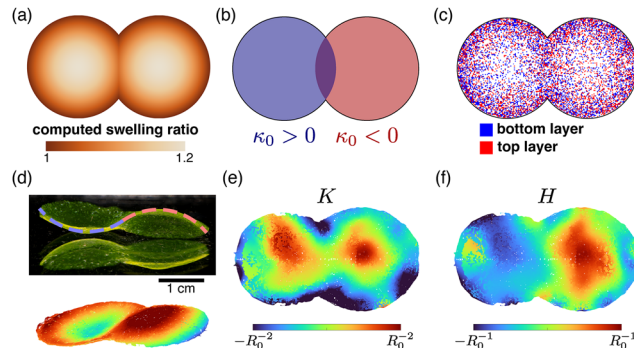 (a)
(b)
(c)
computed swelling ratio
1
1.2
κ₀ > 0
κ₀ < 0
bottom layer
top layer
(d)
(e)
(f)
K
H
1 cm
−R₀⁻²
R₀⁻²
−R₀⁻¹
R₀⁻¹